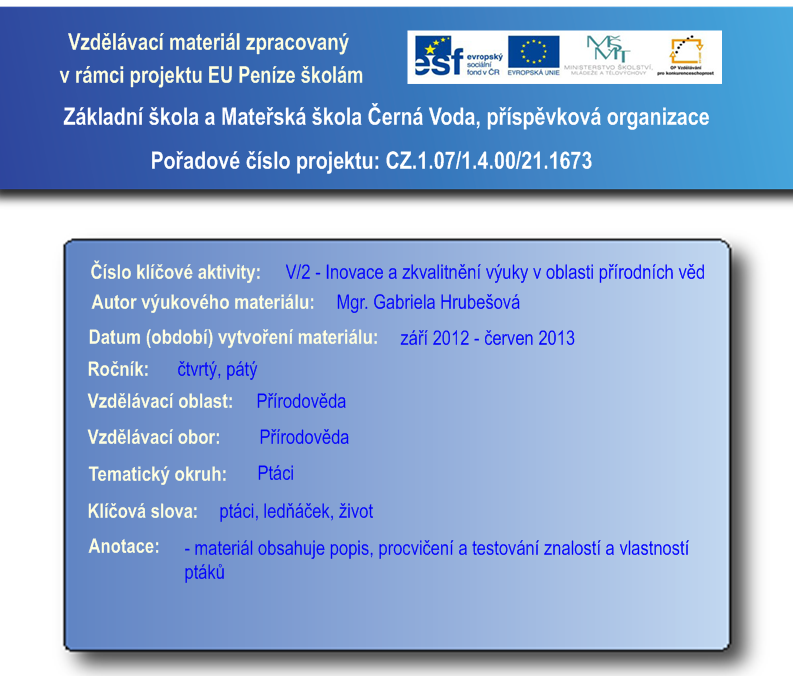 Vzdělávací materiál zpracovaný
v rámci projektu EU Peníze školám
esf evropský
sociální
fond v ČR
EVROPSKÁ UNIE
MINISTERSTVO ŠKOLSTVÍ,
MLÁDEŽE A TĚLOVÝCHOVY
OP Vzdělávání
pro konkurenceschopnost
Základní škola a Mateřská škola Černá Voda, příspěvková organizace
Pořadové číslo projektu: CZ.1.07/1.4.00/21.1673
Číslo klíčové aktivity: V/2 - Inovace a zkvalitnění výuky v oblasti přírodních věd
Autor výukového materiálu: Mgr. Gabriela Hrubešová
Datum (období) vytvoření materiálu: září 2012 - červen 2013
Ročník: čtvrtý, pátý
Vzdělávací oblast: Přírodověda
Vzdělávací obor: Přírodověda
Tematický okruh: Ptáci
Klíčová slova: ptáci, ledňáček, život
Anotace: - materiál obsahuje popis, procvičení a testování znalostí a vlastností
ptáků